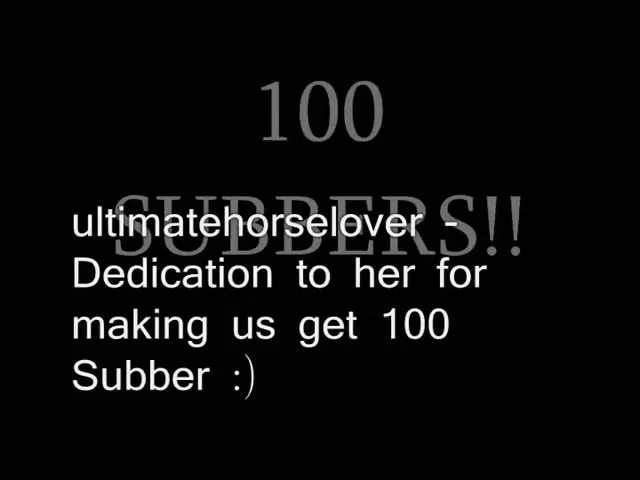 100
SUBBERS!!
ultimatehorselover -
Dedication to her for
making us get 100
Subber :)